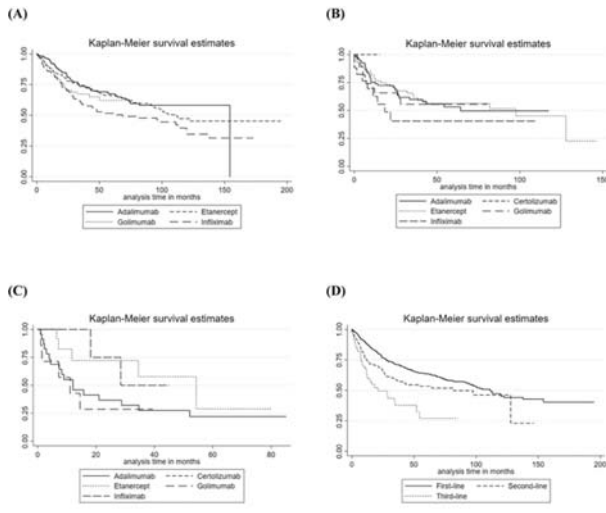 (A)
Kaplan-Meier survival estimates
1.00
0.75
0.50
0.25
0.00
0 50 100 150 200
analysis time in months
Adalimumab Etanercept
Golimumab Infliximab
(B)
Kaplan-Meier survival estimates
1.00
0.75
0.50
0.25
0.00
0 50 100 150
analysis time in months
Adalimumab Certolizumab
Etanercept Golimumab
Infliximab
(C)
Kaplan-Meier survival estimates
1.00
0.75
0.50
0.25
0.00
0 20 40 60 80
analysis time in months
Adalimumab Certolizumab
Etanercept Golimumab
Infliximab
(D)
Kaplan-Meier survival estimates
1.00
0.75
0.50
0.25
0.00
0 50 100 150 200
analysis time in months
First-line Second-line
Third-line